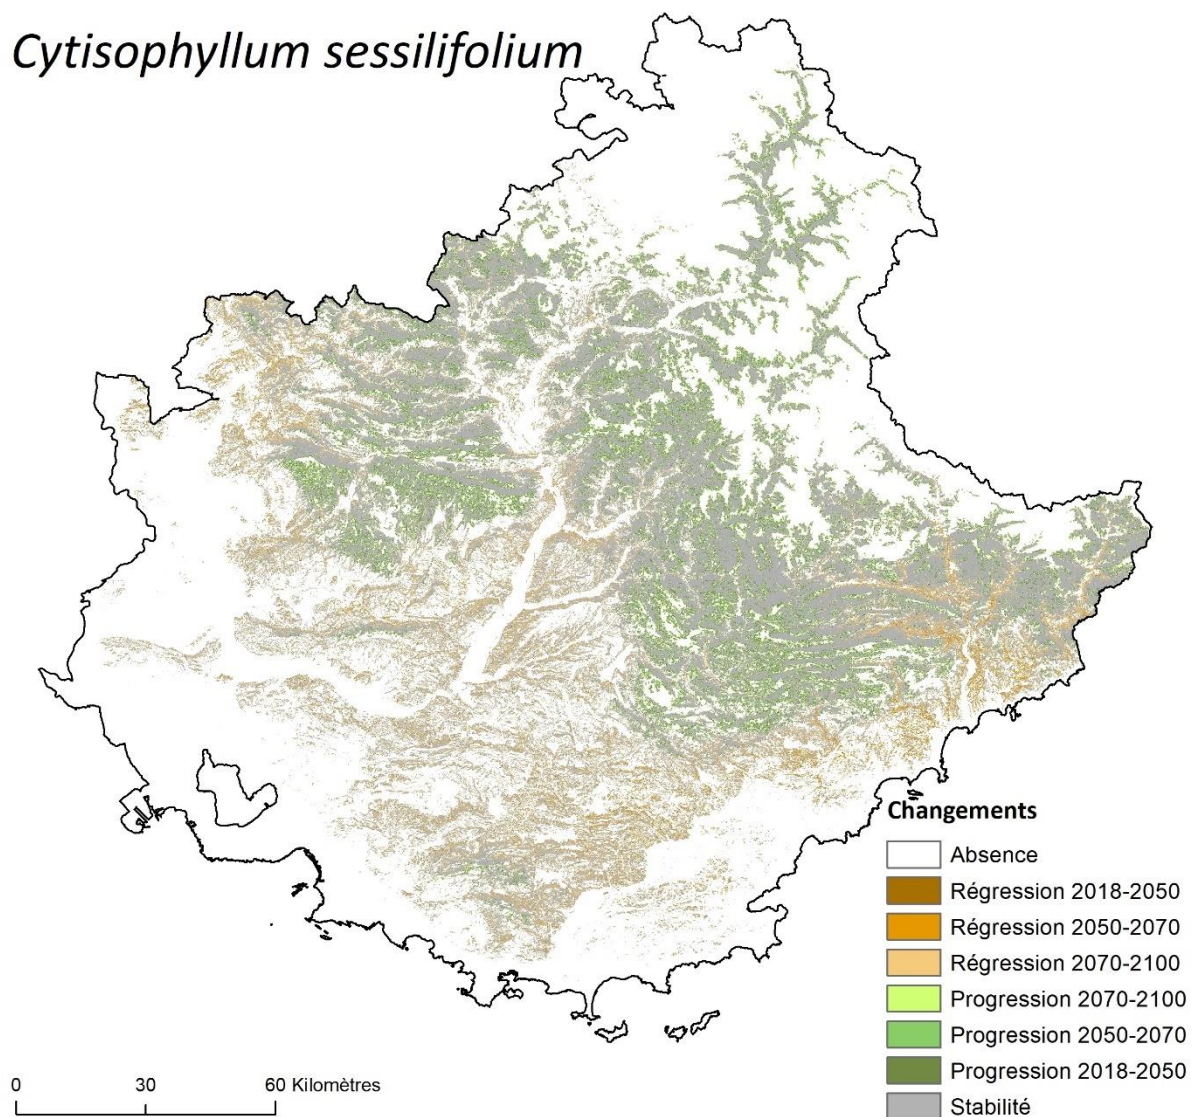 Cytisophyllum sessilifolium
Changements
Absence
Régression 2018-2050
Régression 2050-2070
Régression 2070-2100
Progression 2070-2100
Progression 2050-2070
Progression 2018-2050
Stabilité
0 30 60 Kilomètres